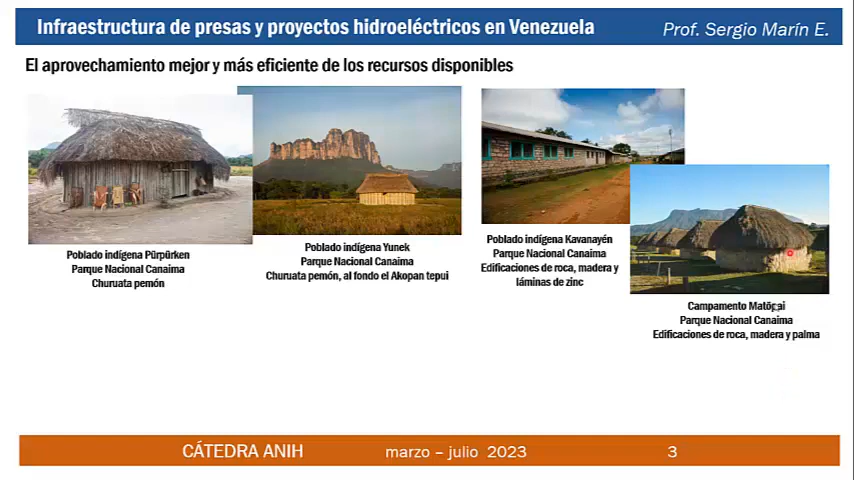 Infraestructura de presas y proyectos hidroeléctricos en Venezuela
Prof. Sergio Marín E.
El aprovechamiento mejor y más eficiente de los recursos disponibles
Poblado indígena Pürpürken
Parque Nacional Canaima
Churuata pemón
Poblado indígena Yunek
Parque Nacional Canaima
Churuata pemón, al fondo el Akopan tepui
Poblado indígena Kavanayén
Parque Nacional Canaima
Edificaciones de roca, madera y
láminas de zinc
Campamento
Parque Nacional Canaima
Edificaciones de roca, madera y palma
CÁTEDRA ANIH
marzo – julio 2023
3